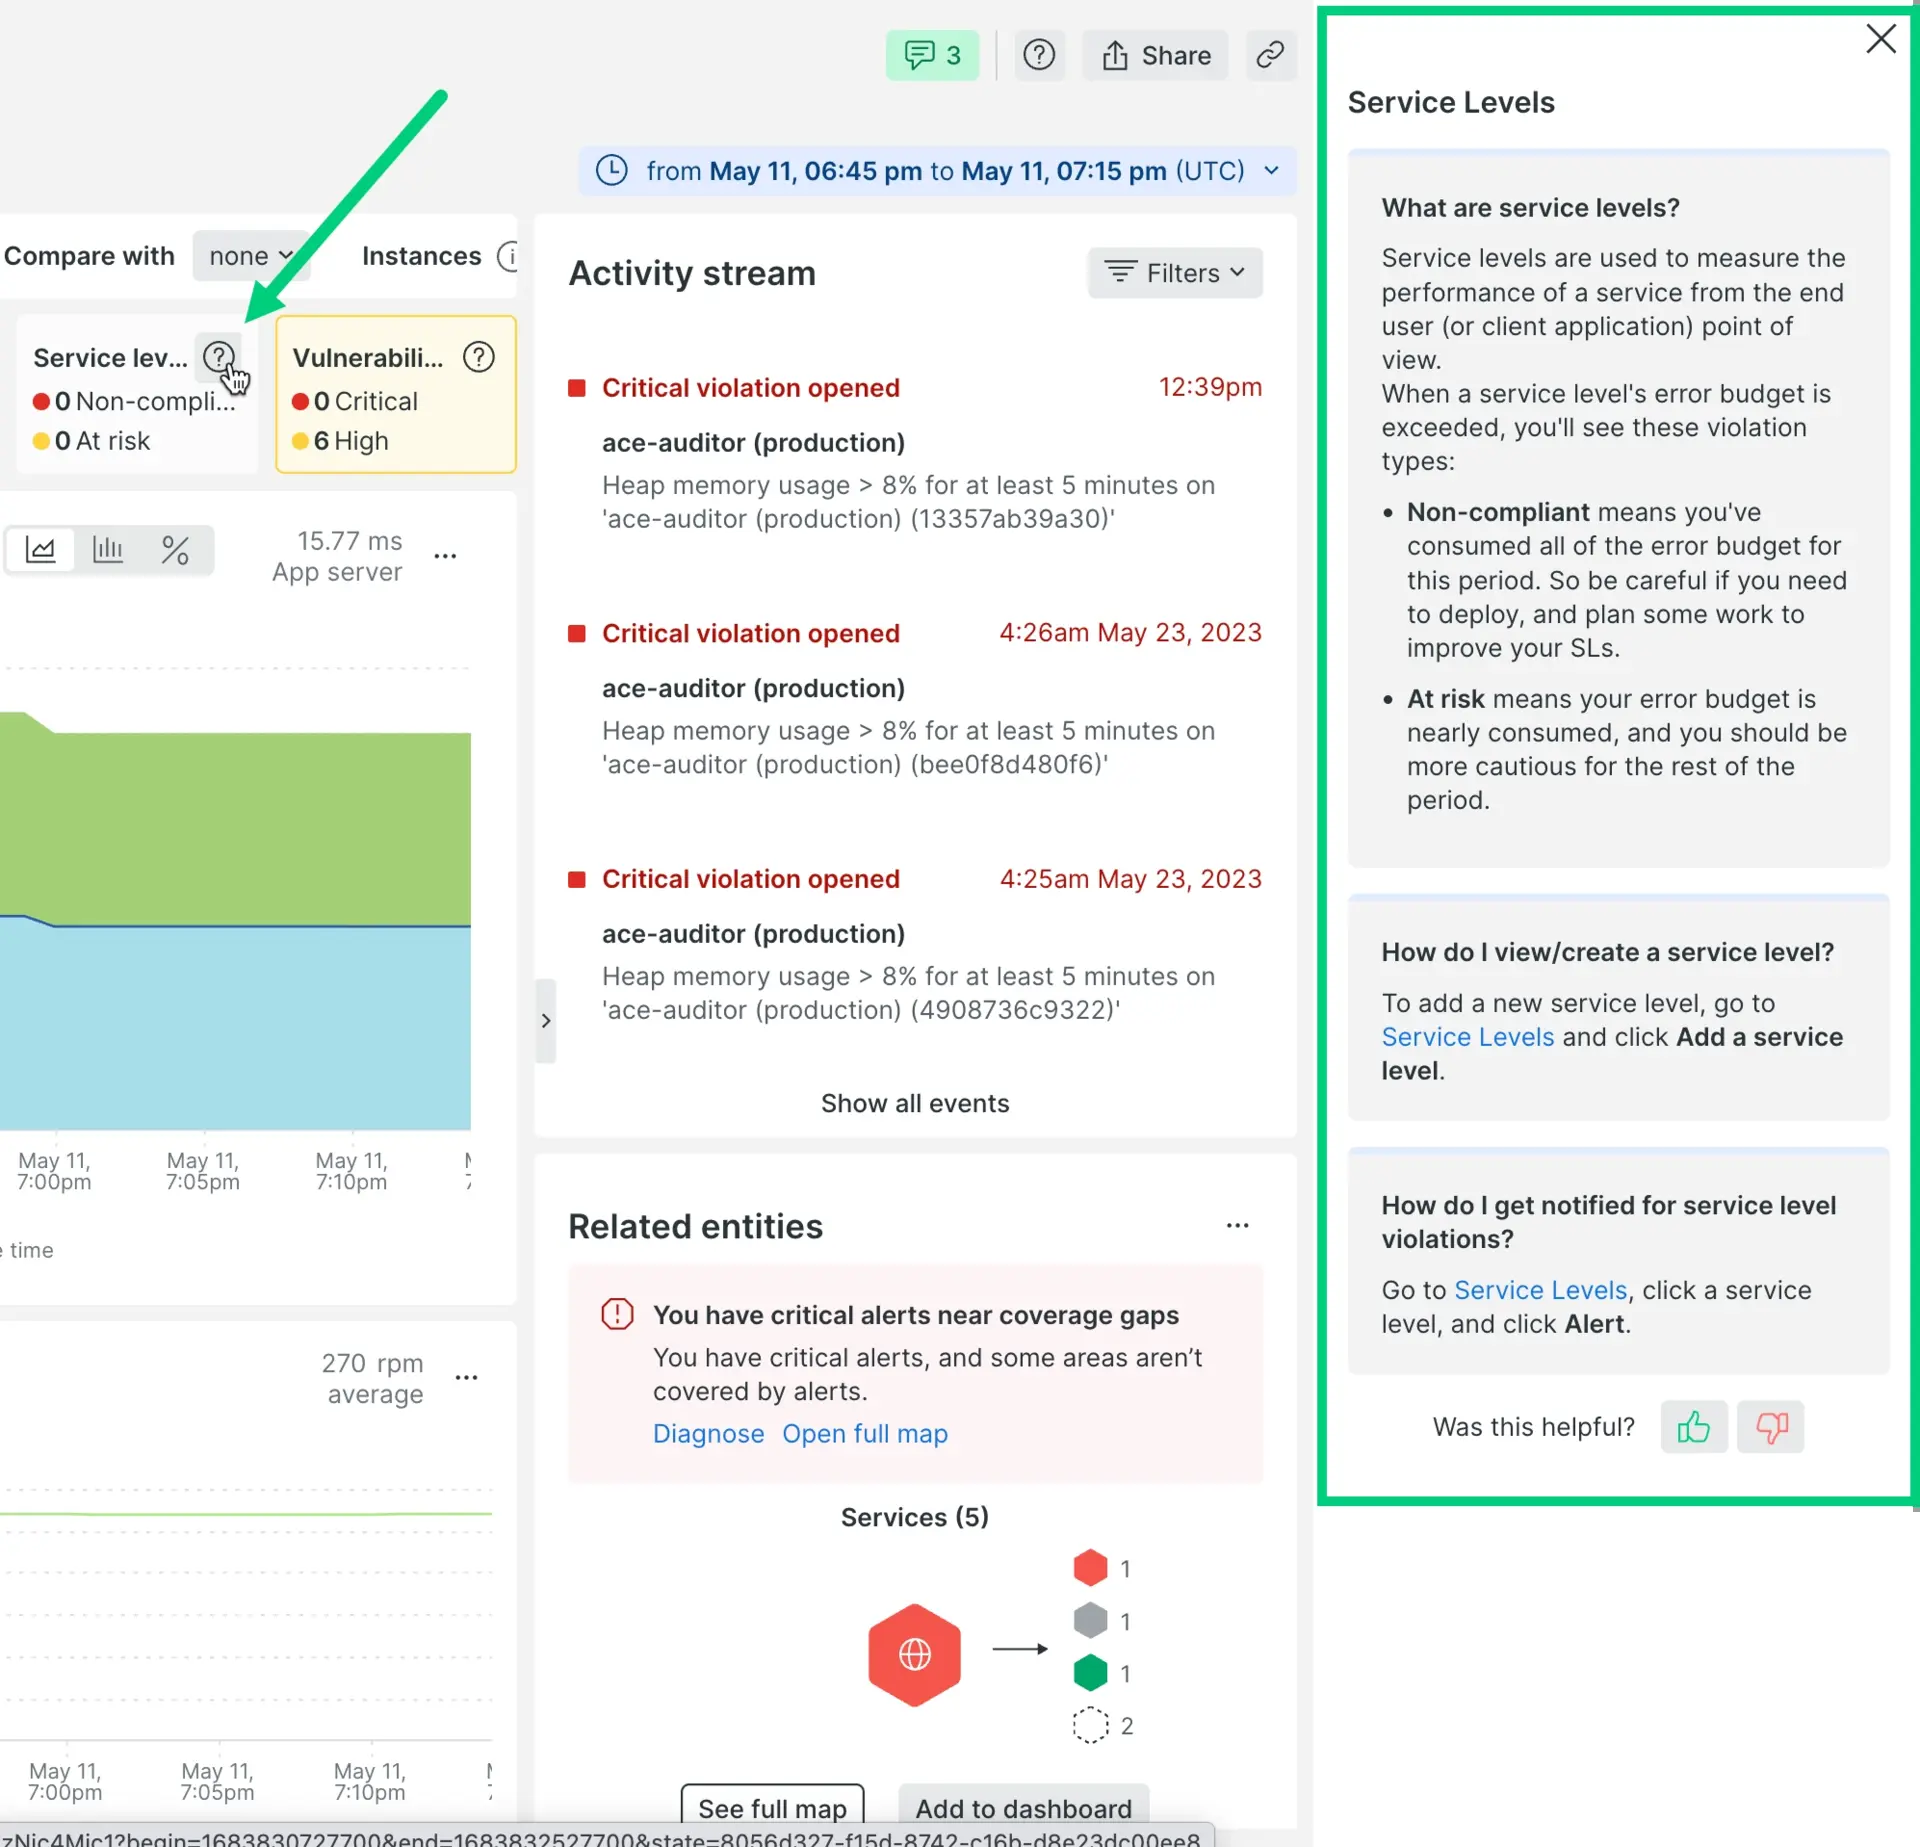 3
Share
from May 11, 06:45 pm to May 11, 07:15 pm (UTC)
Compare with none
Instances
Service lev...
0 Non-compli...
0 At risk
Vulnerabili...
0 Critical
6 High
15.77 ms
App server
May 11,
7:00pm
May 11,
7:05pm
May 11,
7:10pm
time
270 rpm
average
May 11,
7:00pm
May 11,
7:05pm
May 11,
7:10pm
Activity stream
Filters
Critical violation opened 12:39pm
ace-auditor (production)
Heap memory usage > 8% for at least 5 minutes on
'ace-auditor (production) (13357ab39a30)'
Critical violation opened 4:26am May 23, 2023
ace-auditor (production)
Heap memory usage > 8% for at least 5 minutes on
'ace-auditor (production) (bee0f8d480f6)'
Critical violation opened 4:25am May 23, 2023
ace-auditor (production)
Heap memory usage > 8% for at least 5 minutes on
'ace-auditor (production) (4908736c9322)'
Show all events
Related entities
You have critical alerts near coverage gaps
You have critical alerts, and some areas aren’t
covered by alerts.
Diagnose Open full map
Services (5)
1
1
1
2
See full map
Add to dashboard
zNic4Mjc1?begin=1683830727700&end=1683832527700&state=8056d327-f15d-8742-c16b-d8e23dc00ee8
Service Levels
What are service levels?
Service levels are used to measure the
performance of a service from the end
user (or client application) point of
view.
When a service level's error budget is
exceeded, you'll see these violation
types:
• Non-compliant means you've
consumed all of the error budget for
this period. So be careful if you need
to deploy, and plan some work to
improve your SLs.
• At risk means your error budget is
nearly consumed, and you should be
more cautious for the rest of the
period.
How do I view/create a service level?
To add a new service level, go to
Service Levels and click Add a service
level.
How do I get notified for service level
violations?
Go to Service Levels, click a service
level, and click Alert.
Was this helpful?